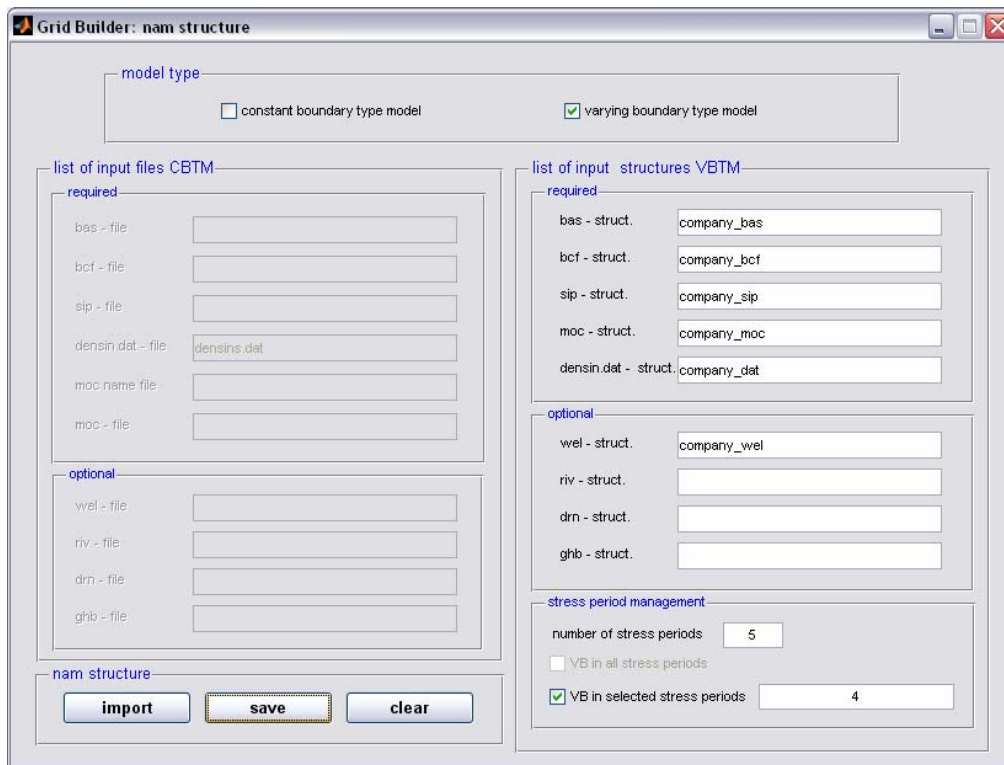 Grid Builder: nam structure
model type
constant boundary type model
varying boundary type model
list of input files CBTM
required
bas - file
bcf - file
sip - file
densin.dat - file
densins.dat
moc name file
moc - file
optional
wel - file
riv - file
drn - file
ghb - file
nam structure
import
save
clear
list of input structures VBTM
required
bas - struct.
company_bas
bcf - struct.
company_bcf
sip - struct.
company_sip
moc - struct.
company_moc
densin.dat - struct.
company_dat
optional
wel - struct.
company_wel
riv - struct.
drn - struct.
ghb - struct.
stress period management
number of stress periods
5
VB in all stress periods
VB in selected stress periods
4